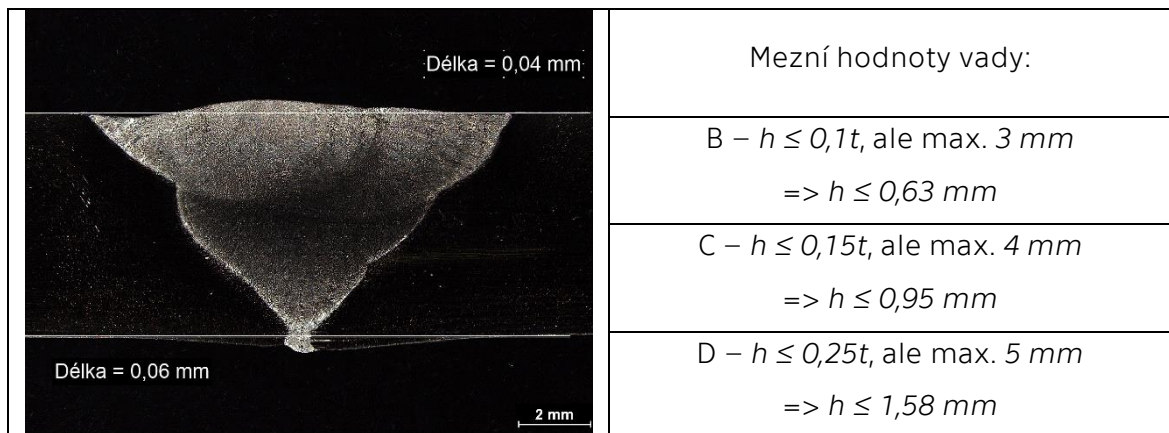 Délka = 0,04 mm
Délka = 0,06 mm
2 mm
Mezní hodnoty vady:
B – h ≤ 0,1t, ale max. 3 mm
=> h ≤ 0,63 mm
C – h ≤ 0,15t, ale max. 4 mm
=> h ≤ 0,95 mm
D – h ≤ 0,25t, ale max. 5 mm
=> h ≤ 1,58 mm